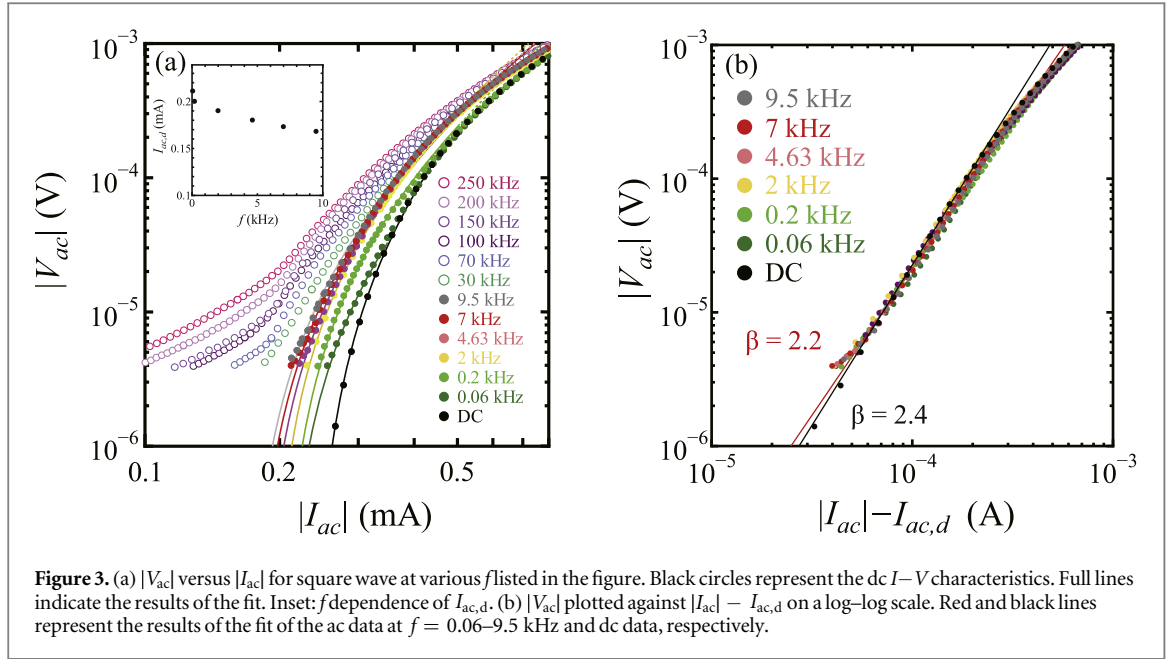 (a)
10⁻³
10⁻⁴
10⁻⁵
10⁻⁶
|V_ac| (V)
0.1
0.2
0.5
|I_ac| (mA)
I_ac,d (mA)
0.2
0.15
0.1
0
10
f (kHz)
250 kHz
200 kHz
150 kHz
100 kHz
70 kHz
30 kHz
9.5 kHz
7 kHz
4.63 kHz
2 kHz
0.2 kHz
0.06 kHz
DC
(b)
10⁻³
10⁻⁴
10⁻⁵
10⁻⁶
|V_ac| (V)
9.5 kHz
7 kHz
4.63 kHz
2 kHz
0.2 kHz
0.06 kHz
DC
β = 2.2
β = 2.4
10⁻⁵
10⁻⁴
10⁻³
|I_ac|−I_ac,d (A)
Figure 3. (a) |V_ac| versus |I_ac| for square wave at various f listed in the figure. Black circles represent the dc I−V characteristics. Full lines
indicate the results of the fit. Inset: f dependence of I_ac,d. (b) |V_ac| plotted against |I_ac| − I_ac,d on a log–log scale. Red and black lines
represent the results of the fit of the ac data at f = 0.06–9.5 kHz and dc data, respectively.